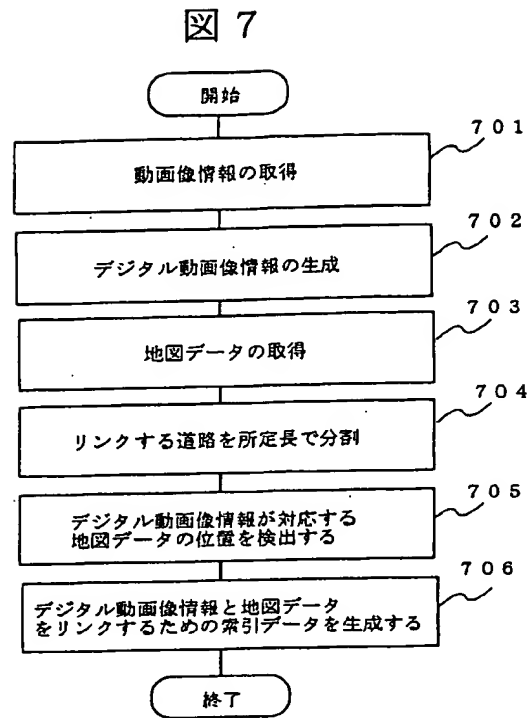 図 7
開始
701
動画像情報の取得
702
デジタル動画像情報の生成
703
地図データの取得
704
リンクする道路を所定長で分割
705
デジタル動画像情報が対応する
地図データの位置を検出する
706
デジタル動画像情報と地図データ
をリンクするための索引データを生成する
終了